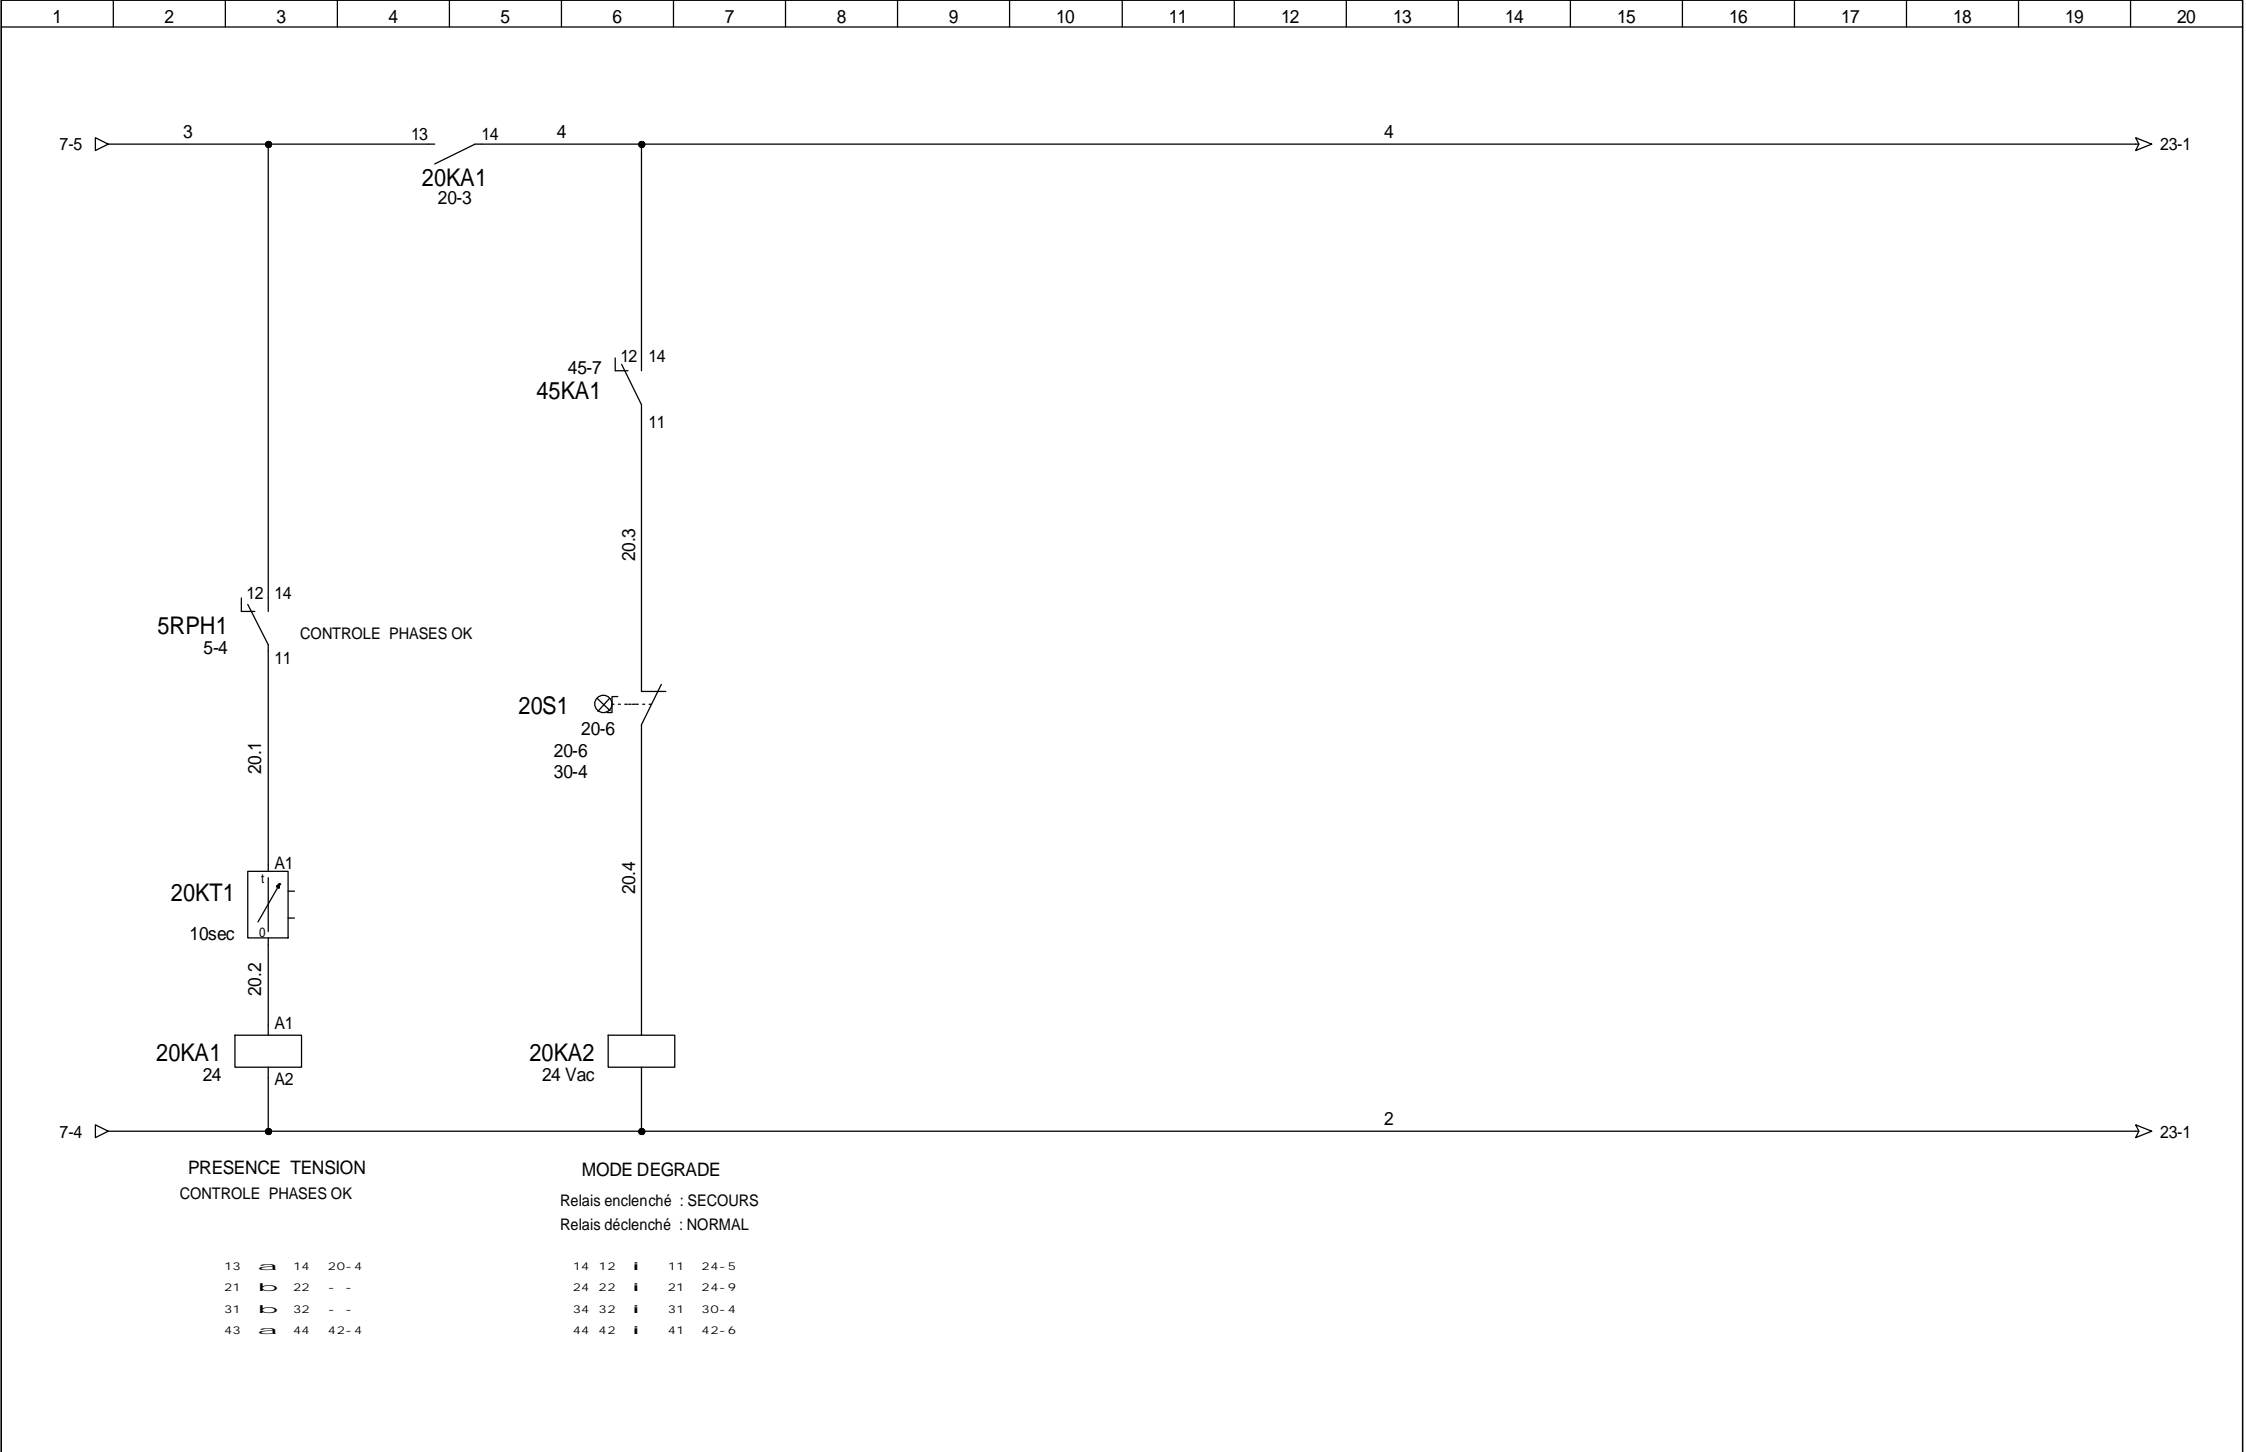 1 2 3 4 5 6 7 8 9 10 11 12 13 14 15 16 17 18 19 20
7-5 3 13 14 4 4 23-1
20KA1
20-3
12 14
45-7
45KA1
11
20.3
12 14
5RPH1
CONTROLE PHASES OK
5-4
11
20S1
20-6
20-6
30-4
20.1
A1
t
20KT1
20.4
10sec
0
20.2
A1
20KA1
24
A2
20KA2
24 Vac
7-4 2 23-1
PRESENCE TENSION
CONTROLE PHASES OK
MODE DEGRADE
Relais enclenché : SECOURS
Relais déclenché : NORMAL
13 a 14 20-4
21 b 22 - -
31 b 32 - -
43 a 44 42-4
14 12 i 11 24-5
24 22 i 21 24-9
34 32 i 31 30-4
44 42 i 41 42-6